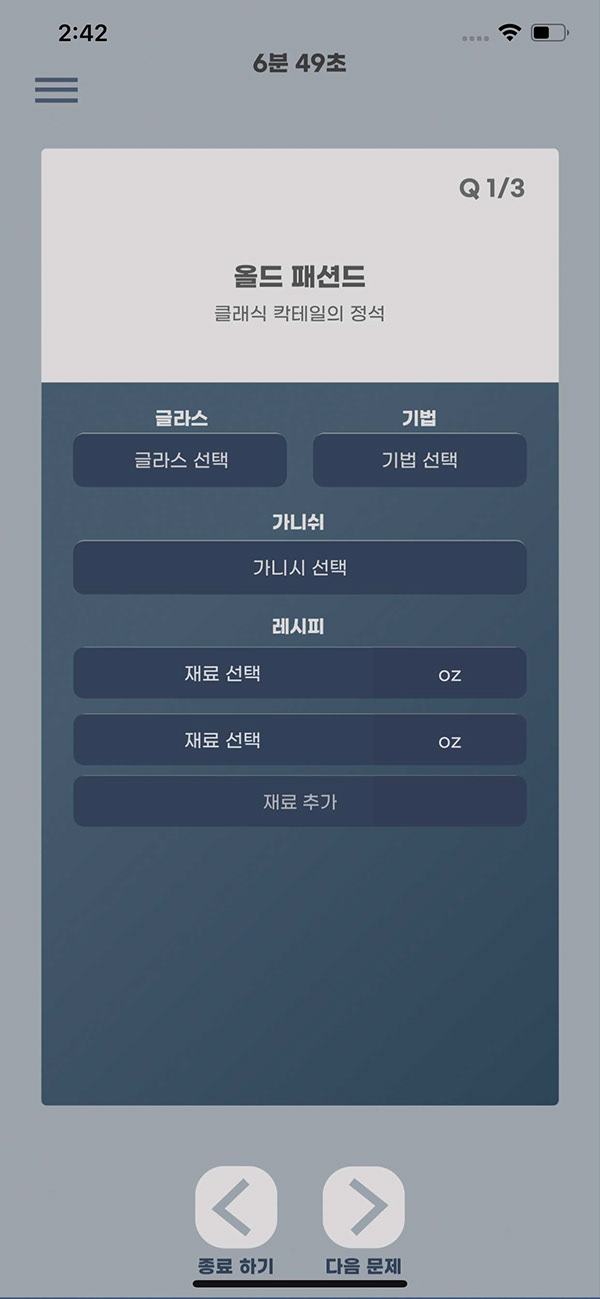 2:42
6분 49초
Q 1/3
올드 패션드
클래식 칵테일의 정석
글라스
기법
글라스 선택
기법 선택
가니쉬
가니시 선택
레시피
재료 선택
oz
재료 선택
oz
재료 추가
종료 하기
다음 문제